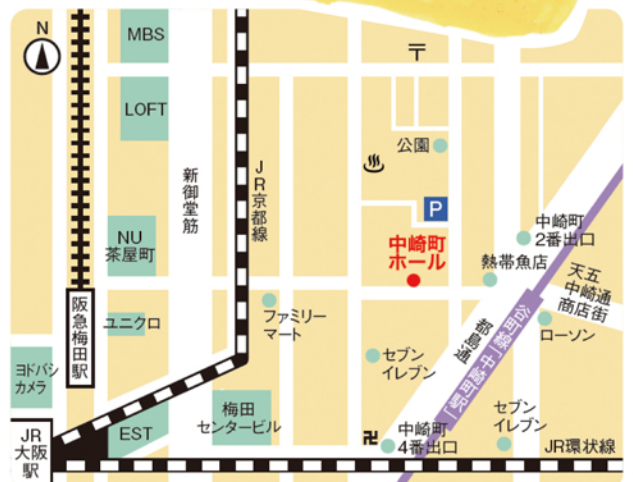 N
MBS
〒
LOFT
公園
新御堂筋
JR京都線
P
NU
茶屋町
中崎町
ホール
中崎町
2番出口
熱帯魚店
天五
中崎通
商店街
阪急梅田駅
ユニクロ
ファミリー
マート
谷町線「中崎町駅」
都島通
ローソン
ヨドバシ
カメラ
セブン
イレブン
梅田
センタービル
EST
卍
中崎町
4番出口
セブン
イレブン
JR環状線
JR
大阪
駅